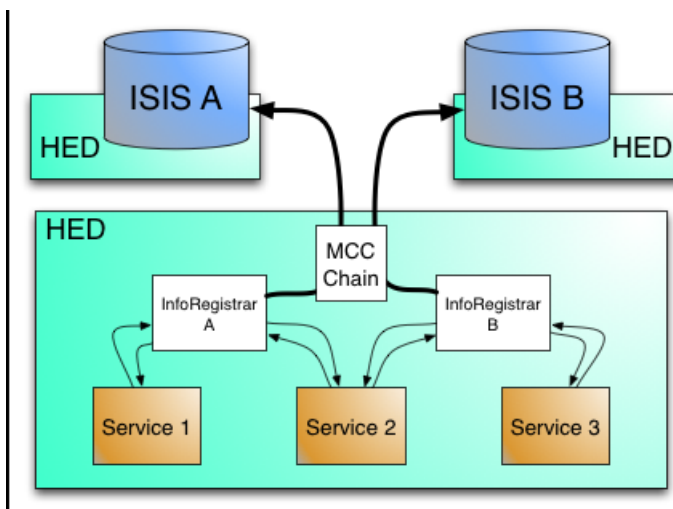 ISIS A
ISIS B
HED
HED
HED
MCC
Chain
InfoRegistrar
A
InfoRegistrar
B
Service 1
Service 2
Service 3